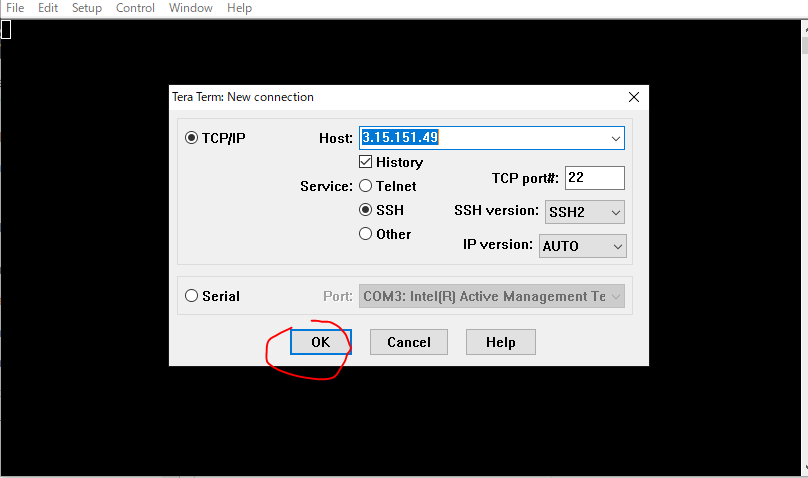 File Edit Setup Control Window Help
Tera Term: New connection
TCP/IP Host: 3.15.151.49
History
Service: Telnet TCP port#: 22
SSH SSH version: SSH2
Other IP version: AUTO
Serial Port: COM3: Intel(R) Active Management Te
OK Cancel Help